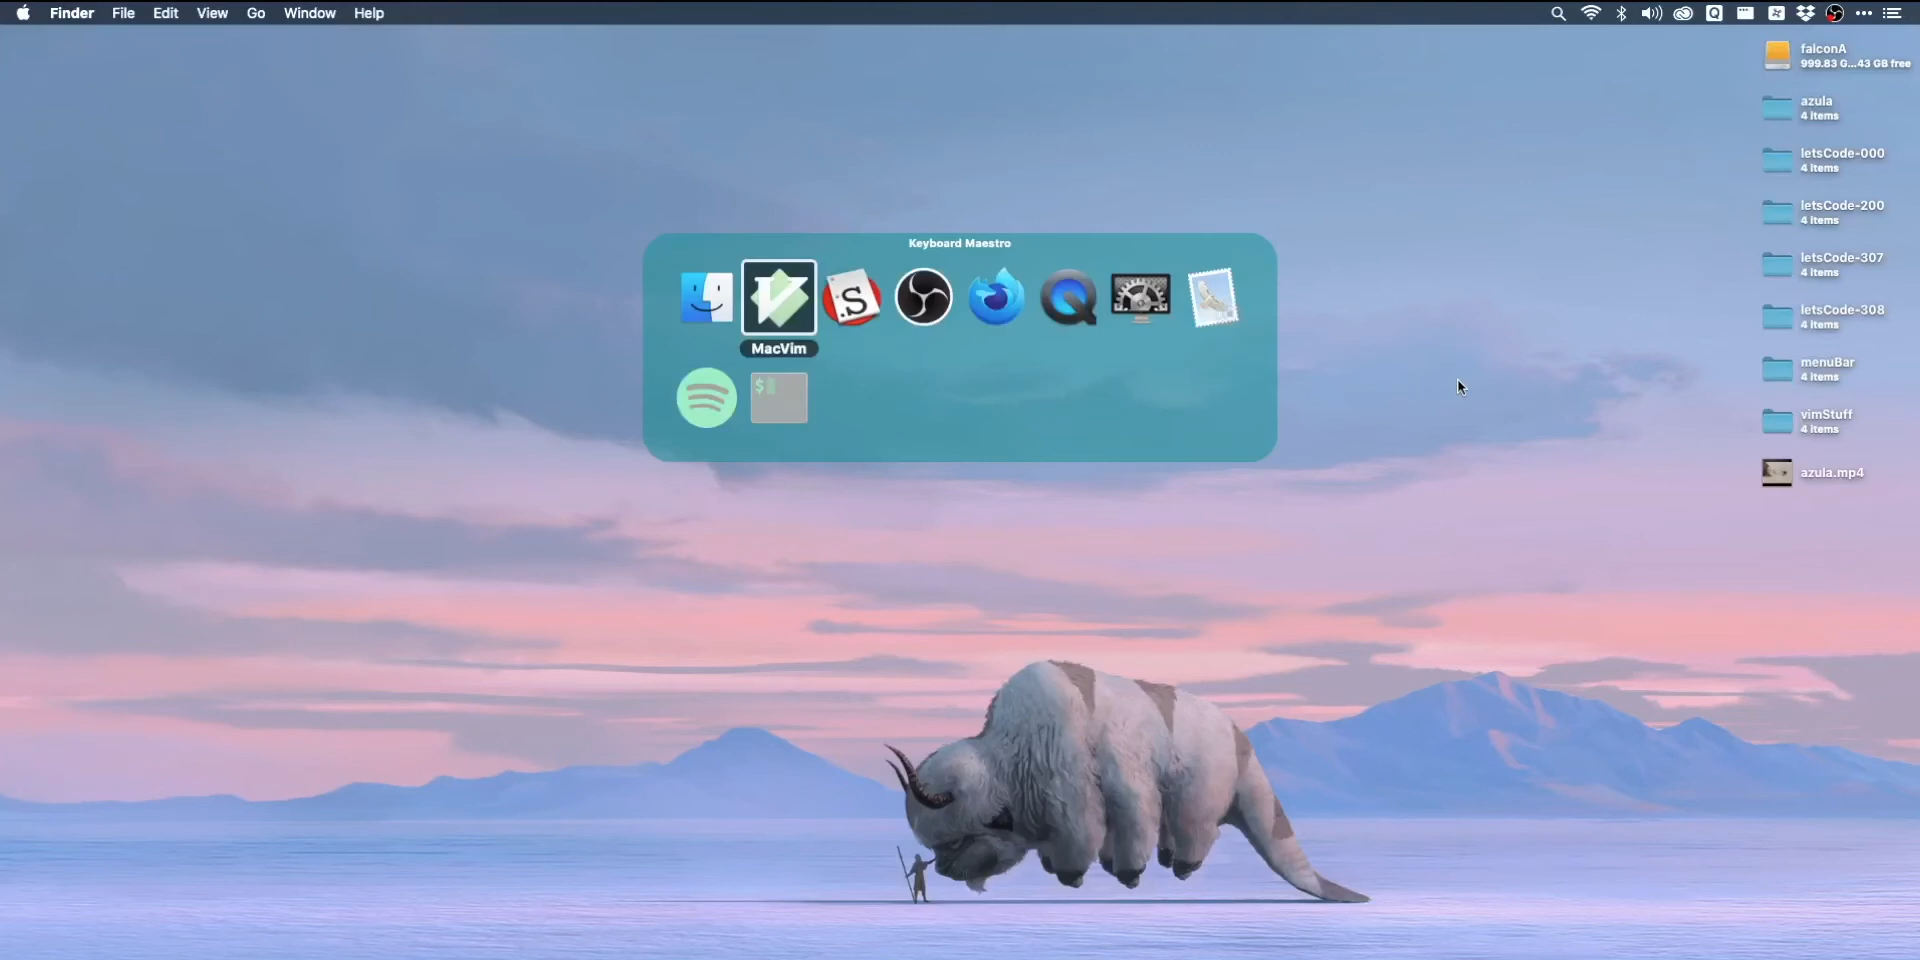 Finder File Edit View Go Window Help
falconA
999.83 G...43 GB free
azula
4 items
letsCode-000
4 items
letsCode-200
4 items
Keyboard Maestro
letsCode-307
4 items
.S
letsCode-308
4 items
MacVim
menuBar
4 items
$
vimStuff
4 items
azula.mp4